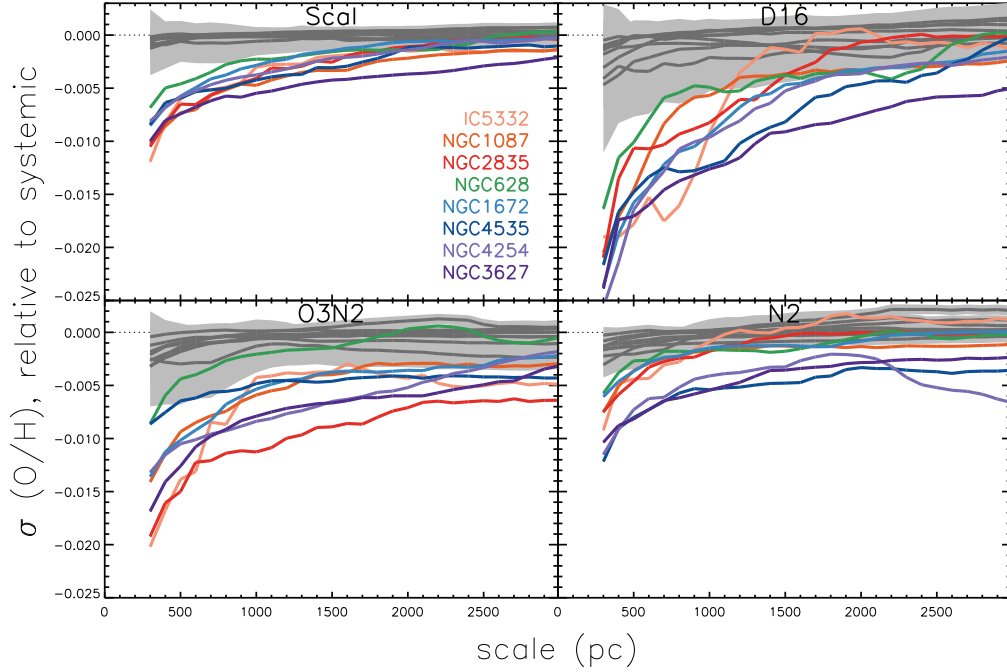 Scal
D16
0.000
-0.005
-0.010
-0.015
-0.020
-0.025
IC5332
NGC1087
NGC2835
NGC628
NGC1672
NGC4535
NGC4254
NGC3627
O3N2
N2
0.000
-0.005
-0.010
-0.015
-0.020
-0.025
0 500 1000 1500 2000 2500 0 500 1000 1500 2000 2500
scale (pc)
σ (O/H), relative to systemic